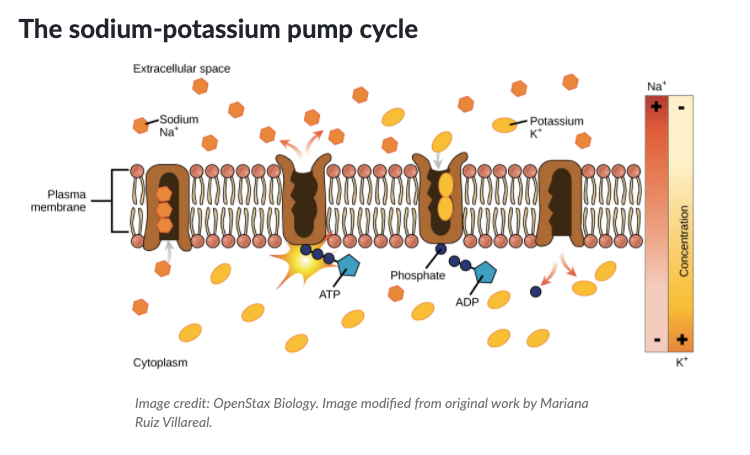 The sodium-potassium pump cycle
Extracellular space
Na⁺
+ -
Sodium
Na⁺
Potassium
K⁺
Plasma
membrane
Concentration
Phosphate
ATP
ADP
- +
Cytoplasm
K⁺
Image credit: OpenStax Biology. Image modified from original work by Mariana
Ruiz Villareal.